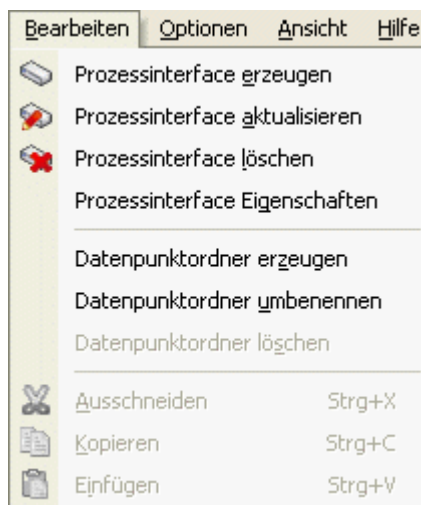 Bearbeiten Optionen Ansicht Hilfe
Prozessinterface erzeugen
Prozessinterface aktualisieren
Prozessinterface löschen
Prozessinterface Eigenschaften
Datenpunktordner erzeugen
Datenpunktordner umbenennen
Datenpunktordner löschen
Ausschneiden Strg+X
Kopieren Strg+C
Einfügen Strg+V